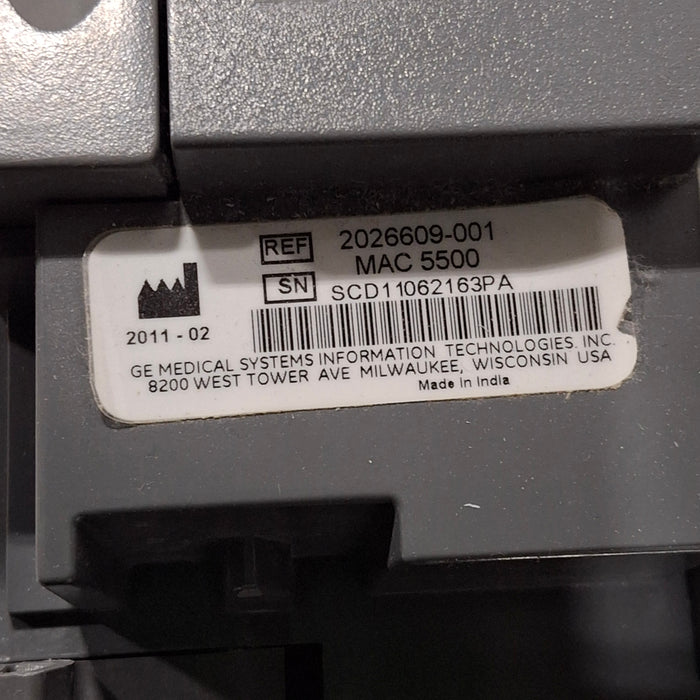 REF 2026609-001
MAC 5500
SN SCD11062163PA
2011-02
GE MEDICAL SYSTEMS INFORMATION TECHNOLOGIES, INC.
8200 WEST TOWER AVE MILWAUKEE, WISCONSIN USA
Made in India